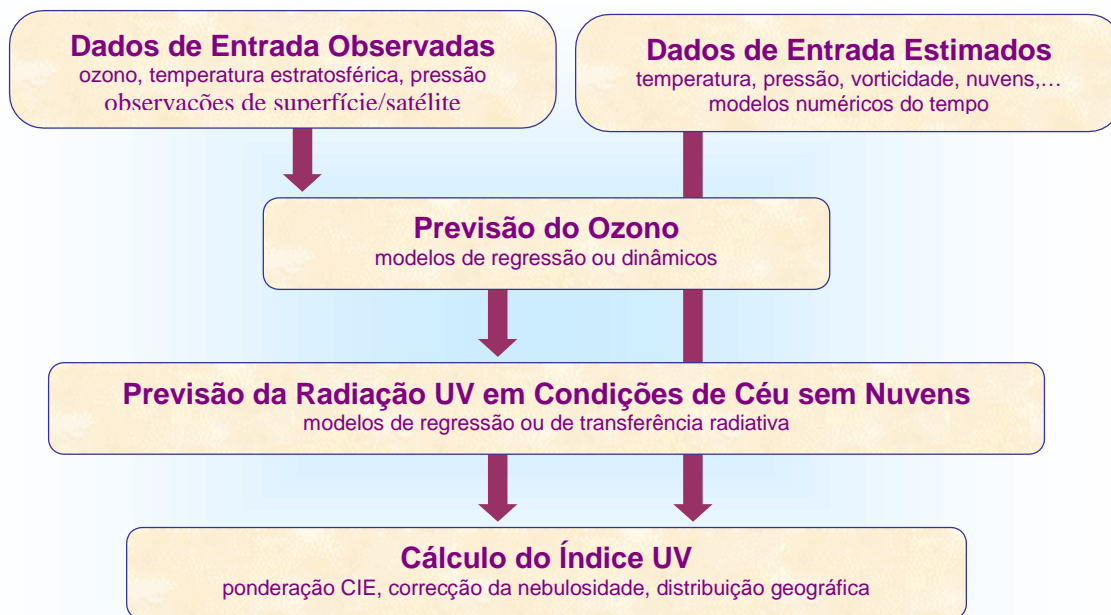 Dados de Entrada Observadas
ozono, temperatura estratosférica, pressão
observações de superfície/satélite
Dados de Entrada Estimados
temperatura, pressão, vorticidade, nuvens,…
modelos numéricos do tempo
Previsão do Ozono
modelos de regressão ou dinâmicos
Previsão da Radiação UV em Condições de Céu sem Nuvens
modelos de regressão ou de transferência radiativa
Cálculo do Índice UV
ponderação CIE, correcção da nebulosidade, distribuição geográfica